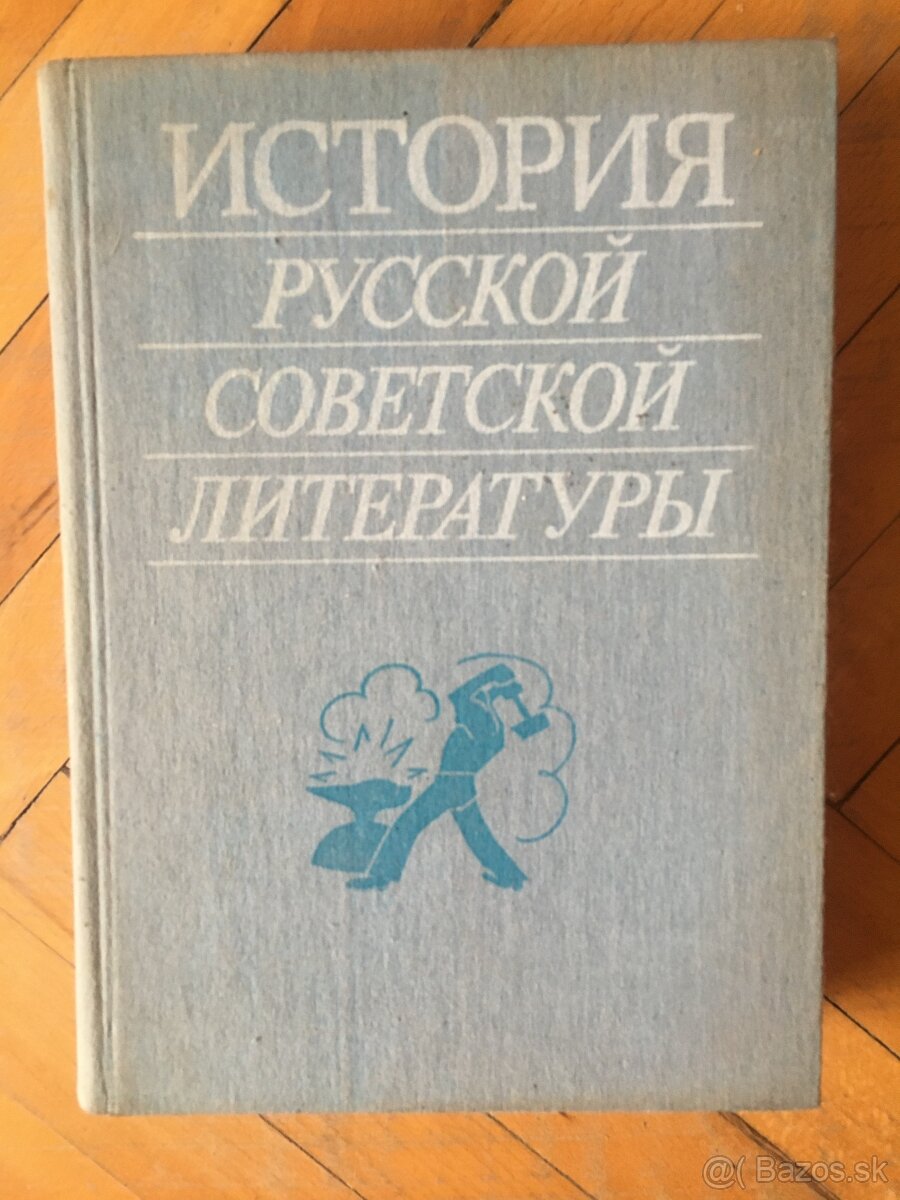 ИСТОРИЯ
РУССКОЙ
СОВЕТСКОЙ
ЛИТЕРАТУРЫ
@( Bazos.sk